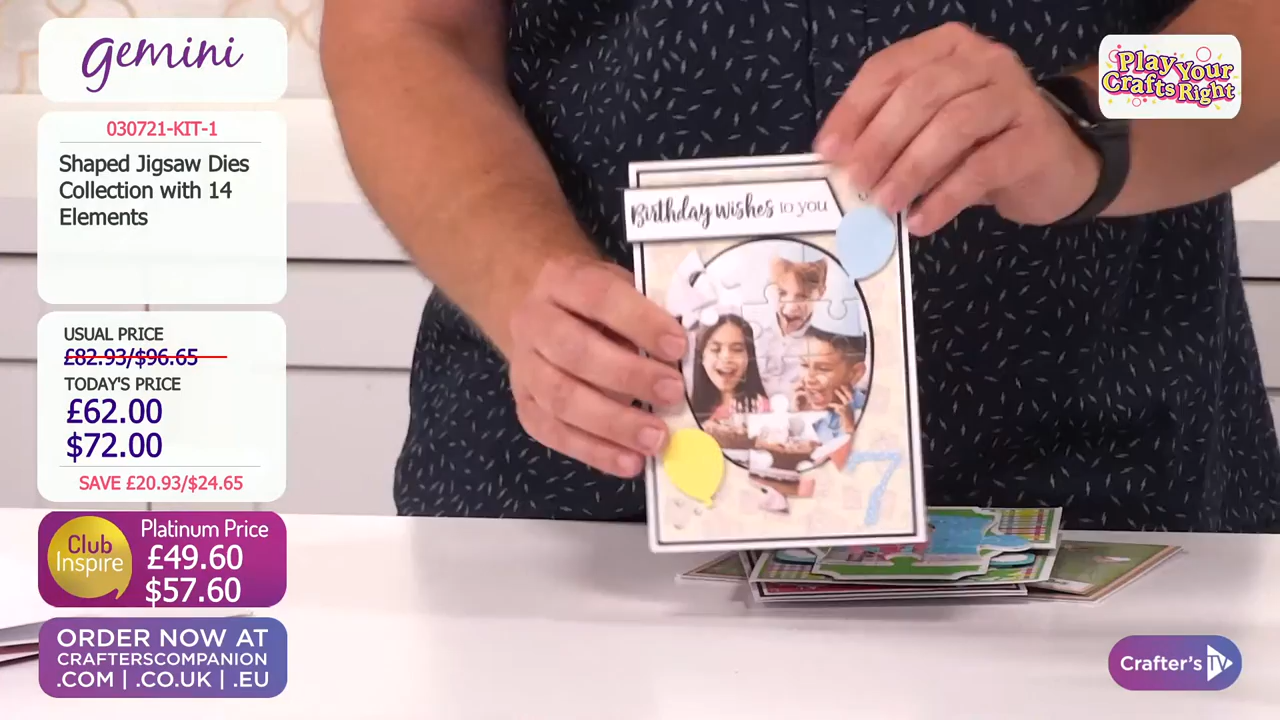 gemini
030721-KIT-1
Shaped Jigsaw Dies
Collection with 14
Elements
USUAL PRICE
£82.93/$96.65
TODAY'S PRICE
£62.00
$72.00
SAVE £20.93/$24.65
Club
Inspire
Platinum Price
£49.60
$57.60
ORDER NOW AT
CRAFTERSCOMPANION
.COM | .CO.UK | .EU
Birthday wishes to you
7
Play Your
Crafts Right
Crafter's TV